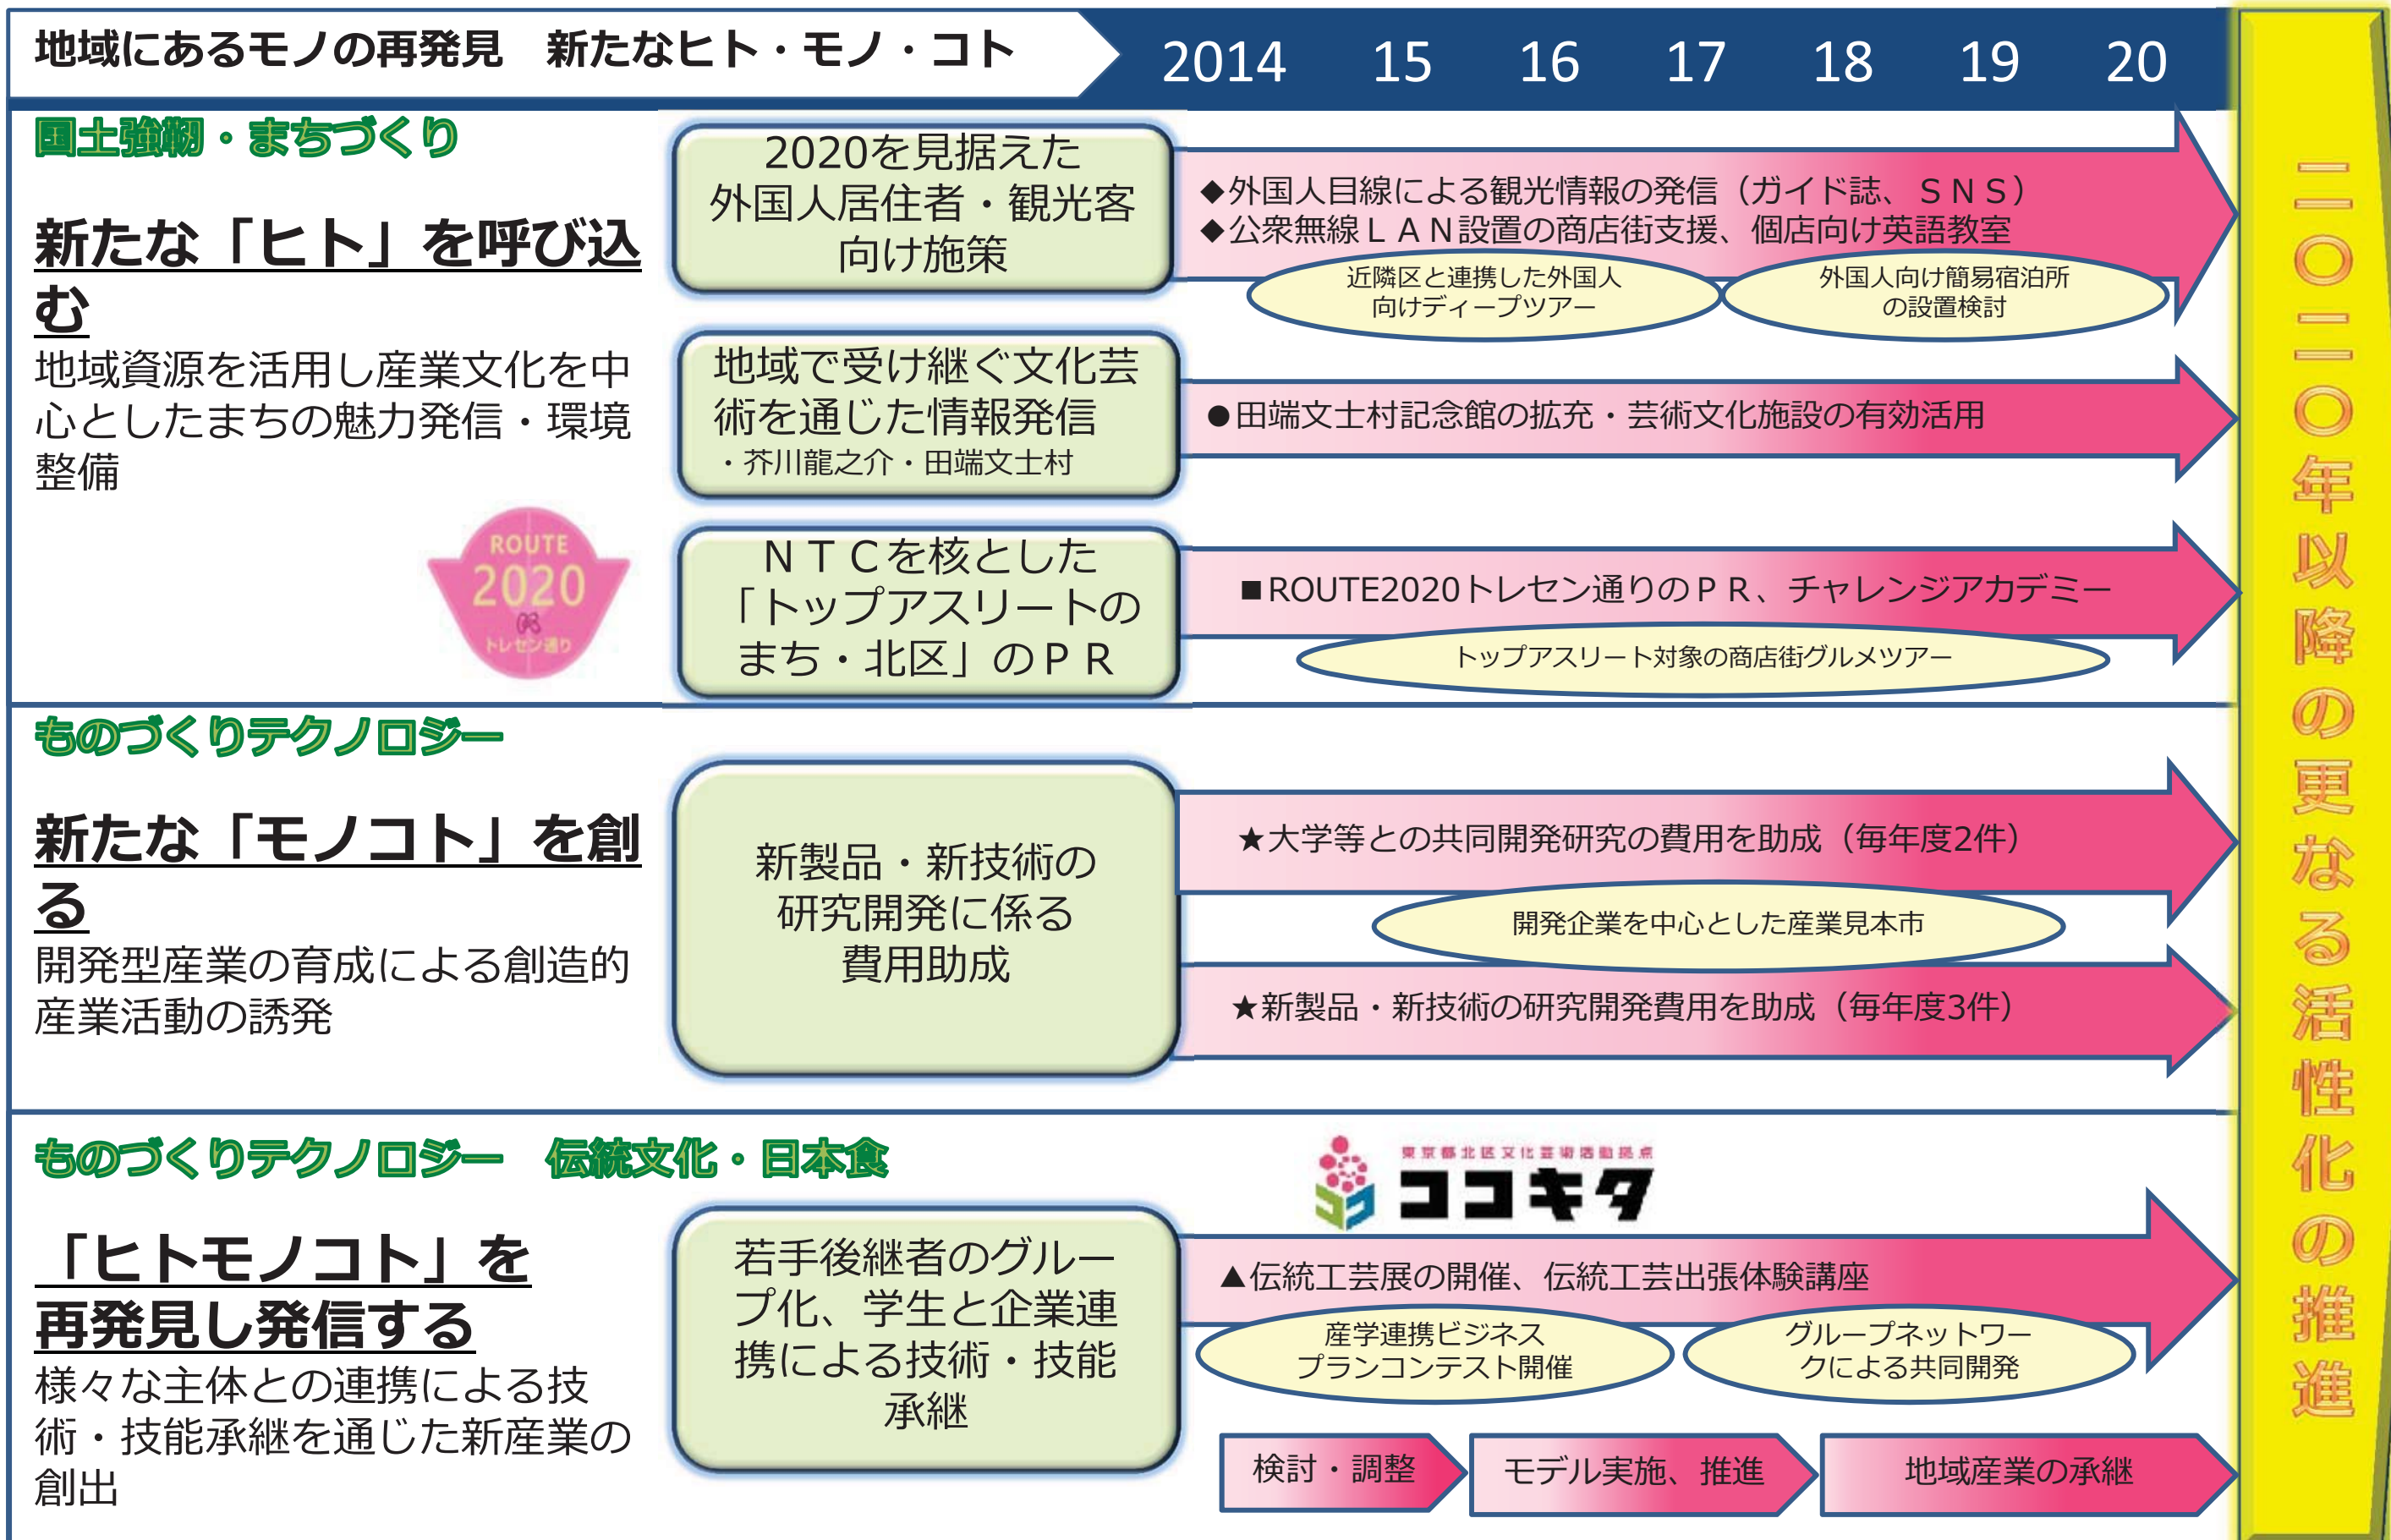 地域にあるモノの再発見　新たなヒト・モノ・コト
2014 15 16 17 18 19 20
国土強靭・まちづくり
新たな「ヒト」を呼び込
む
地域資源を活用し産業文化を中
心としたまちの魅力発信・環境
整備
ROUTE
2020
トレセン通り
2020を見据えた
外国人居住者・観光客
向け施策
◆外国人目線による観光情報の発信（ガイド誌、ＳＮＳ）
◆公衆無線ＬＡＮ設置の商店街支援、個店向け英語教室
近隣区と連携した外国人
向けディープツアー
外国人向け簡易宿泊所
の設置検討
地域で受け継ぐ文化芸
術を通じた情報発信
・芥川龍之介・田端文士村
●田端文士村記念館の拡充・芸術文化施設の有効活用
ＮＴＣを核とした
「トップアスリートの
まち・北区」のＰＲ
■ROUTE2020トレセン通りのＰＲ、チャレンジアカデミー
トップアスリート対象の商店街グルメツアー
ものづくりテクノロジー
新たな「モノコト」を創
る
開発型産業の育成による創造的
産業活動の誘発
新製品・新技術の
研究開発に係る
費用助成
★大学等との共同開発研究の費用を助成（毎年度2件）
開発企業を中心とした産業見本市
★新製品・新技術の研究開発費用を助成（毎年度3件）
ものづくりテクノロジー　伝統文化・日本食
「ヒトモノコト」を
再発見し発信する
様々な主体との連携による技
術・技能承継を通じた新産業の
創出
若手後継者のグルー
プ化、学生と企業連
携による技術・技能
承継
東京都北区文化芸術活動拠点
ココキタ
▲伝統工芸展の開催、伝統工芸出張体験講座
産学連携ビジネス
プランコンテスト開催
グループネットワー
クによる共同開発
検討・調整
モデル実施、推進
地域産業の承継
二〇二〇年以降の更なる活性化の推進